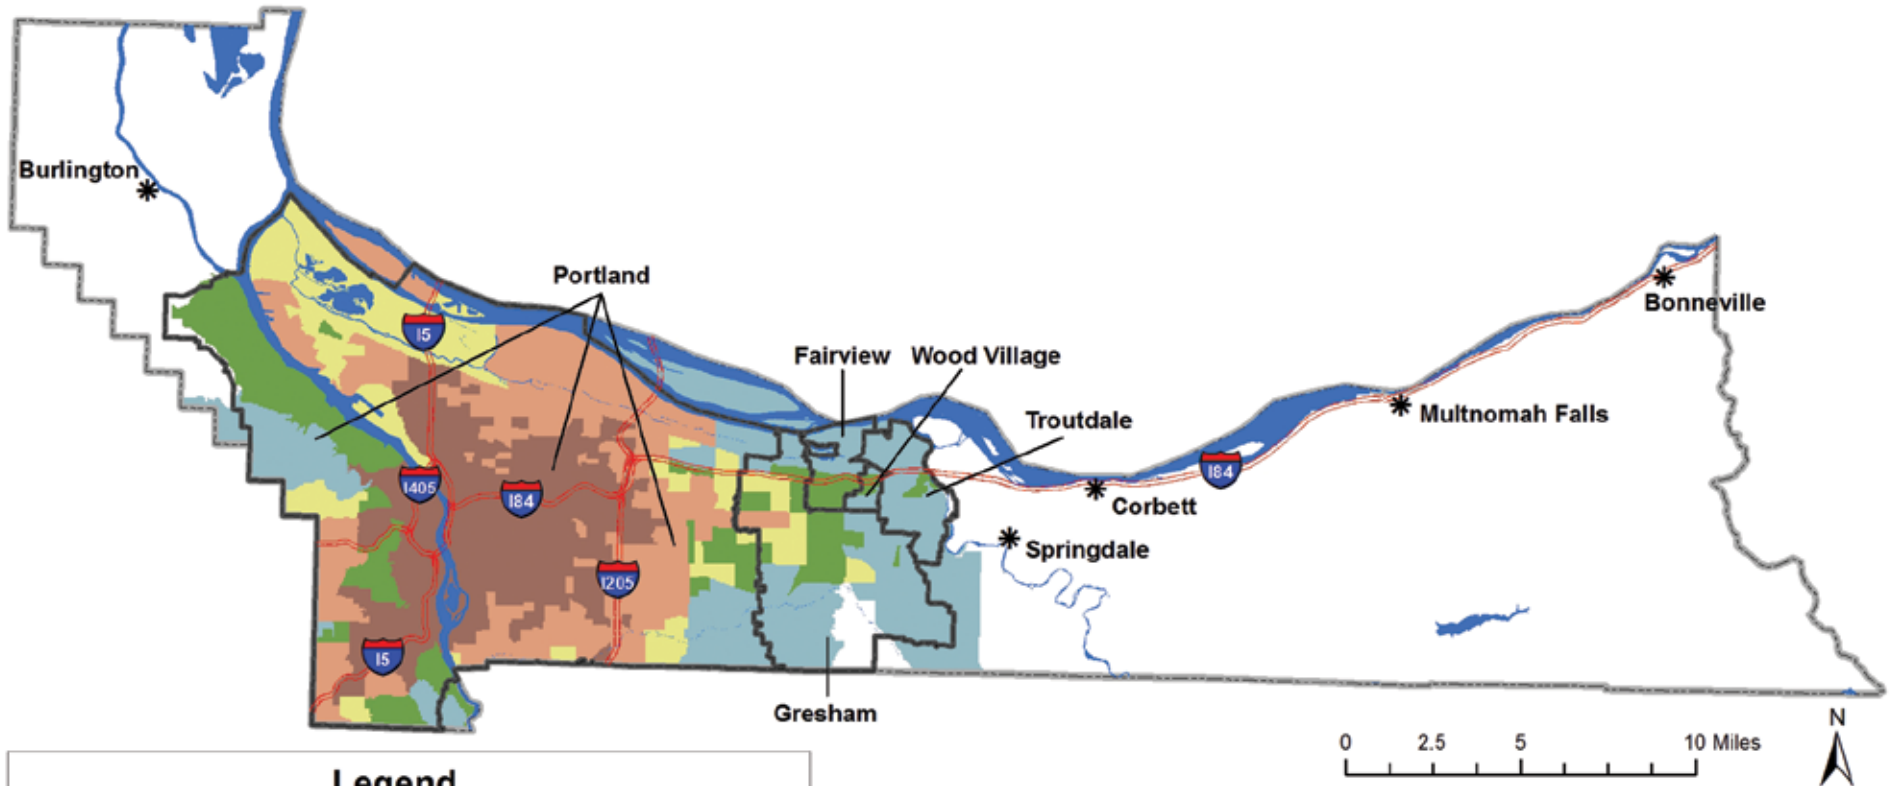 Burlington
Portland
I5
Fairview
Wood Village
Troutdale
Bonneville
Multnomah Falls
I405
I84
I84
Corbett
Springdale
I205
I5
Gresham
N
0 2.5 5 10 Miles
Legend